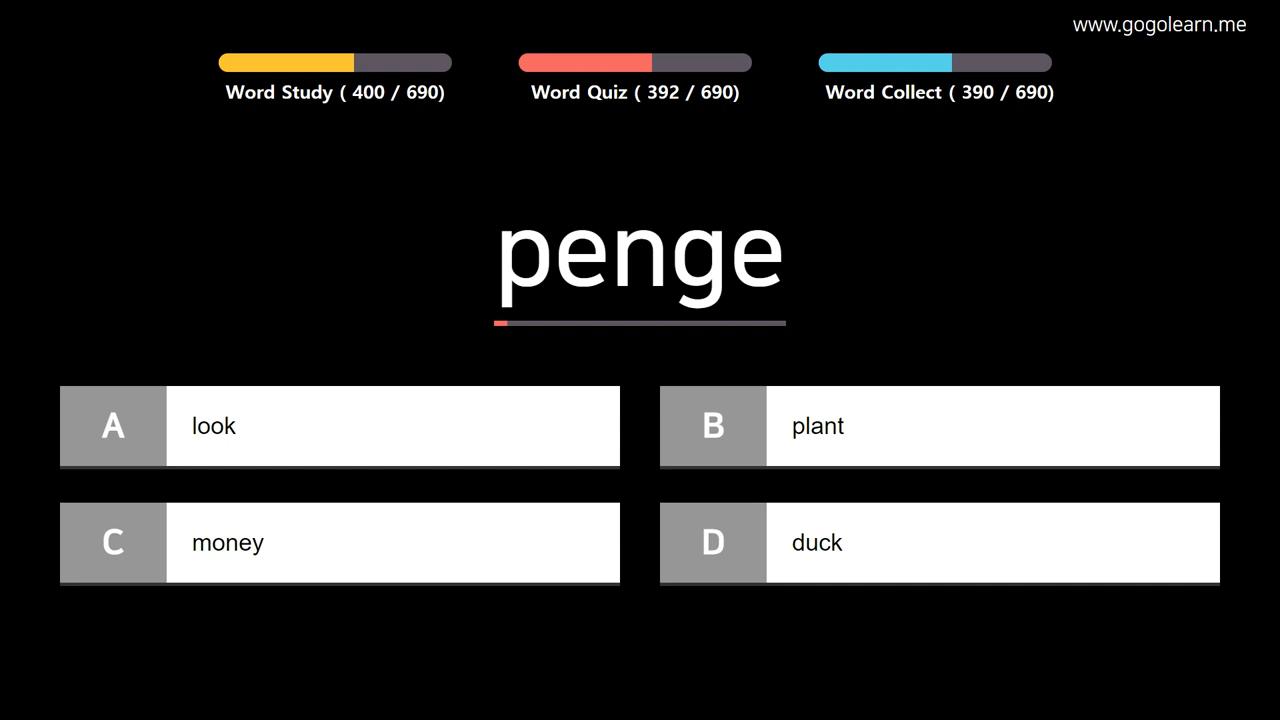 www.gogolearn.me
Word Study ( 400 / 690)
Word Quiz ( 392 / 690)
Word Collect ( 390 / 690)
penge
A look
B plant
C money
D duck